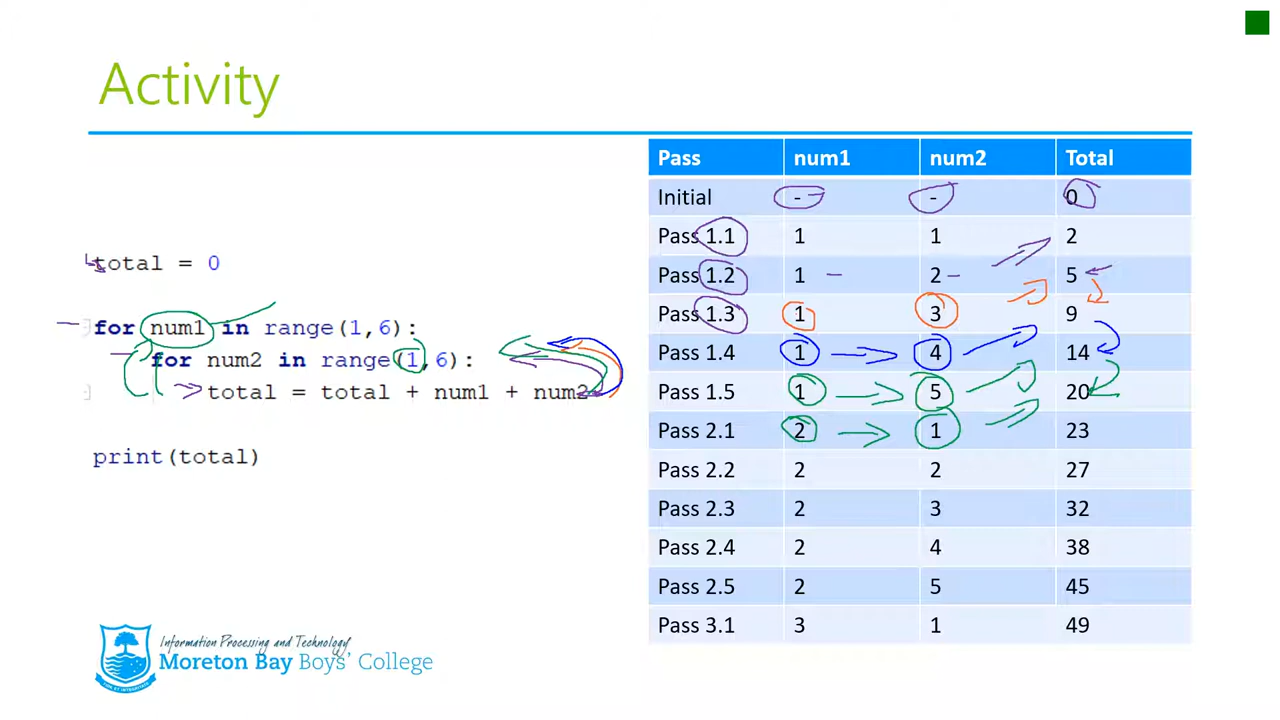 Activity
total = 0
for num1 in range(1,6):
for num2 in range(1,6):
total = total + num1 + num2
print(total)
Pass num1 num2 Total
Initial - - 0
Pass 1.1 1 1 2
Pass 1.2 1 2 5
Pass 1.3 1 3 9
Pass 1.4 1 4 14
Pass 1.5 1 5 20
Pass 2.1 2 1 23
Pass 2.2 2 2 27
Pass 2.3 2 3 32
Pass 2.4 2 4 38
Pass 2.5 2 5 45
Pass 3.1 3 1 49
Information Processing and Technology
Moreton Bay Boys' College